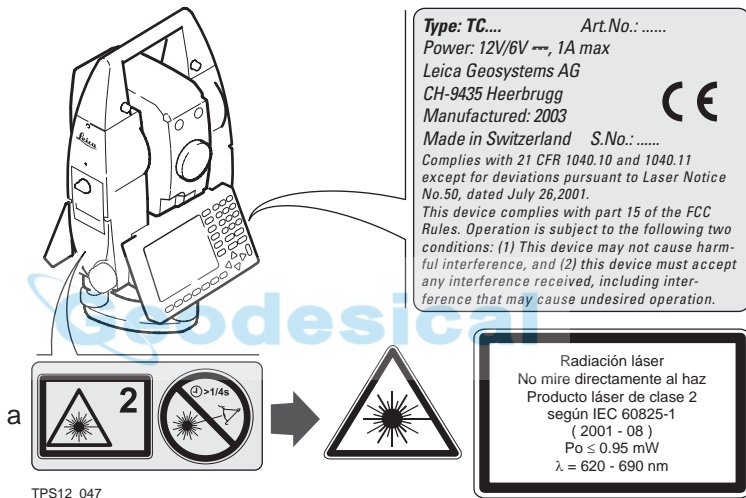 Type: TC.... Art.No.: ......
Power: 12V/6V ⎓, 1A max
Leica Geosystems AG
CH-9435 Heerbrugg
Manufactured: 2003
Made in Switzerland S.No.: ......
CE
Complies with 21 CFR 1040.10 and 1040.11
except for deviations pursuant to Laser Notice
No.50, dated July 26,2001.
This device complies with part 15 of the FCC
Rules. Operation is subject to the following two
conditions: (1) This device may not cause harm-
ful interference, and (2) this device must accept
any interference received, including inter-
ference that may cause undesired operation.
Leica
Geodesical
a
2
>1/4s
Radiación láser
No mire directamente al haz
Producto láser de clase 2
según IEC 60825-1
( 2001 - 08 )
Po ≤ 0.95 mW
λ = 620 - 690 nm
TPS12_047